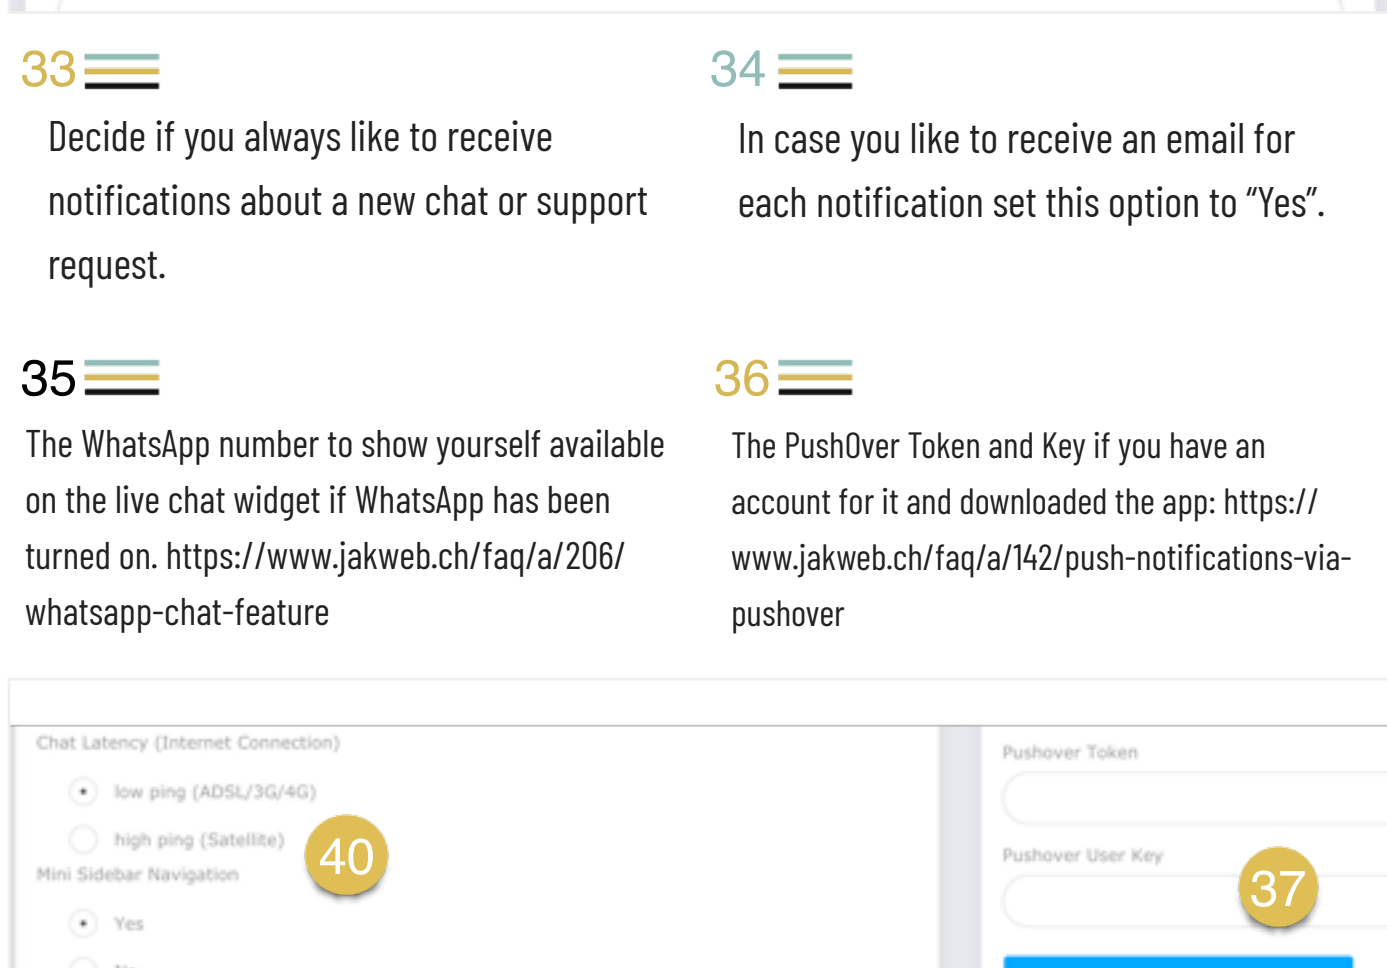 33
Decide if you always like to receive
notifications about a new chat or support
request.
34
In case you like to receive an email for
each notification set this option to “Yes”.
35
The WhatsApp number to show yourself available
on the live chat widget if WhatsApp has been
turned on. https://www.jakweb.ch/faq/a/206/
whatsapp-chat-feature
36
The PushOver Token and Key if you have an
account for it and downloaded the app: https://
www.jakweb.ch/faq/a/142/push-notifications-via-
pushover
Chat Latency (Internet Connection)
low ping (ADSL/3G/4G)
high ping (Satellite)
40
Mini Sidebar Navigation
Yes
Pushover Token
Pushover User Key
37